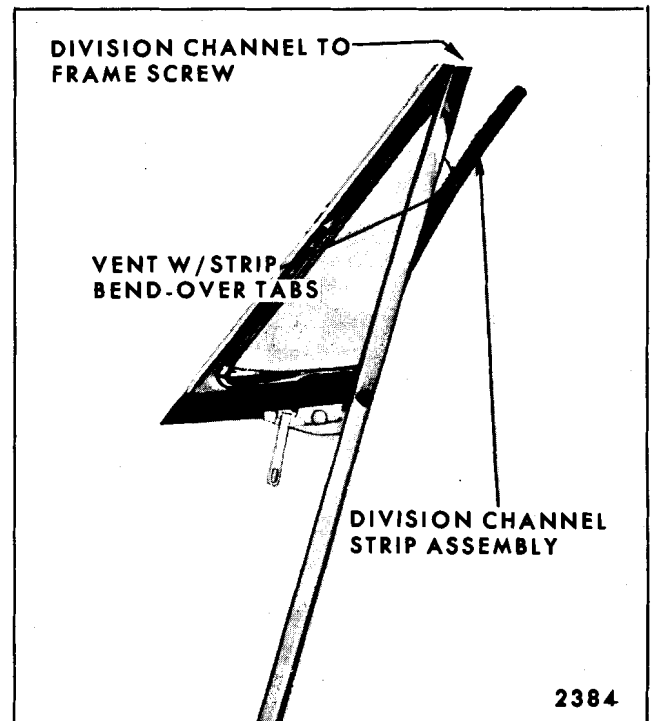 DIVISION CHANNEL TO
FRAME SCREW
VENT W/STRIP
BEND-OVER TABS
DIVISION CHANNEL
STRIP ASSEMBLY
2384